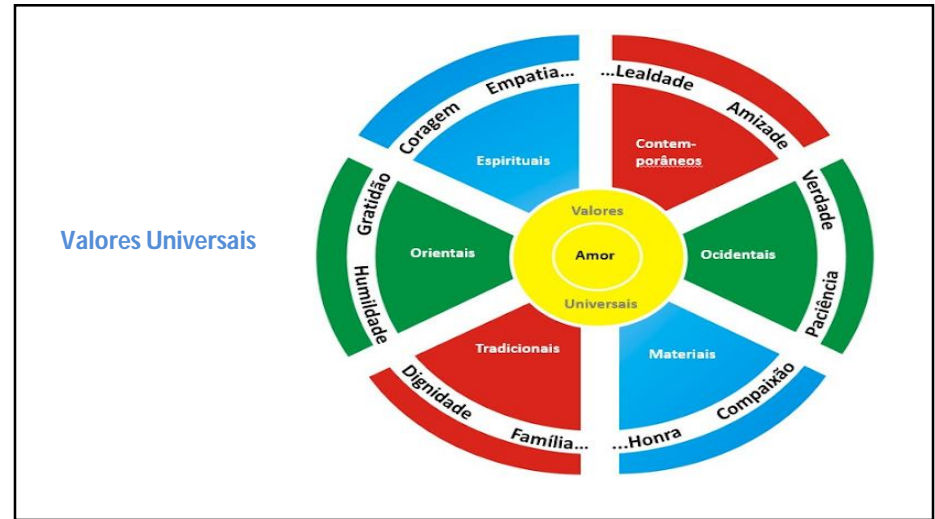 Valores Universais
Coragem Empatia...
...Lealdade Amizade
Verdade Paciência
Compaixão
...Honra
Família...
Dignidade
Humildade Gratidão
Espirituais
Contem-
porâneos
Orientais
Ocidentais
Tradicionais
Materiais
Valores
Amor
Universais